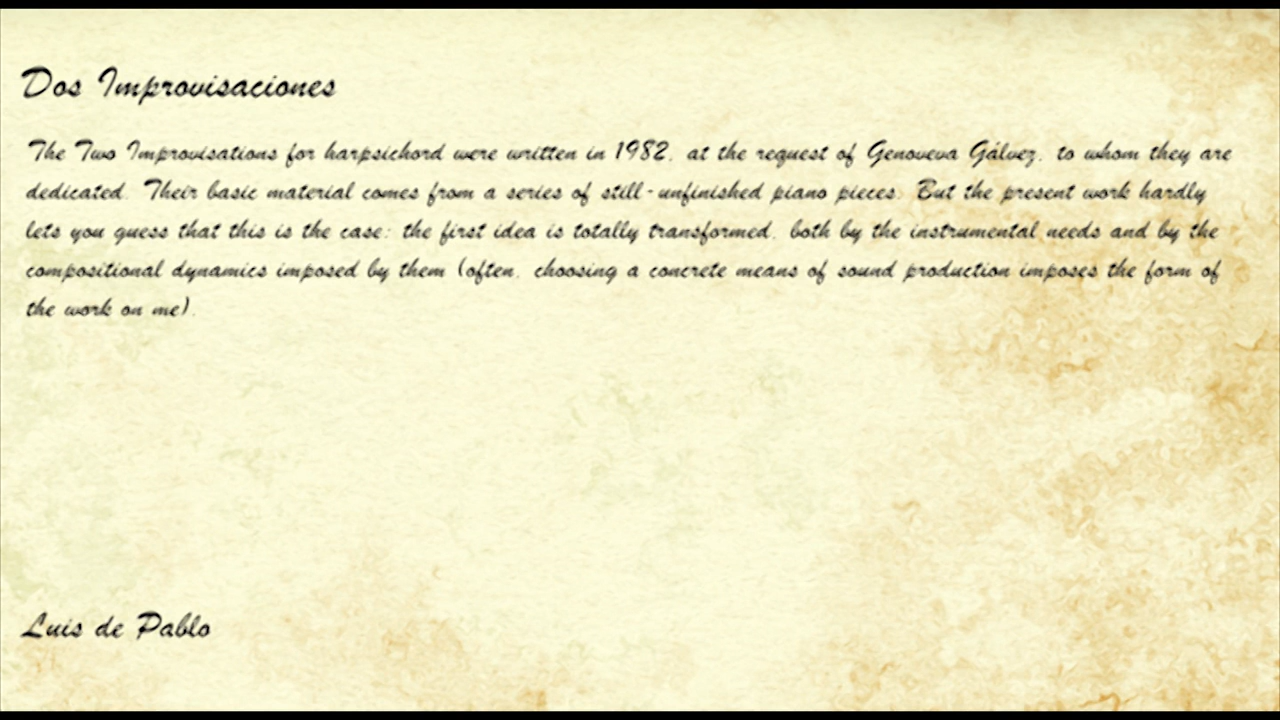 Dos Improvisaciones
The Two Improvisations for harpsichord were written in 1982, at the request of Genoveva Gálvez, to whom they are
dedicated. Their basic material comes from a series of still-unfinished piano pieces. But the present work hardly
lets you guess that this is the case: the first idea is totally transformed, both by the instrumental needs and by the
compositional dynamics imposed by them (often, choosing a concrete means of sound production imposes the form of
the work on me).
Luis de Pablo